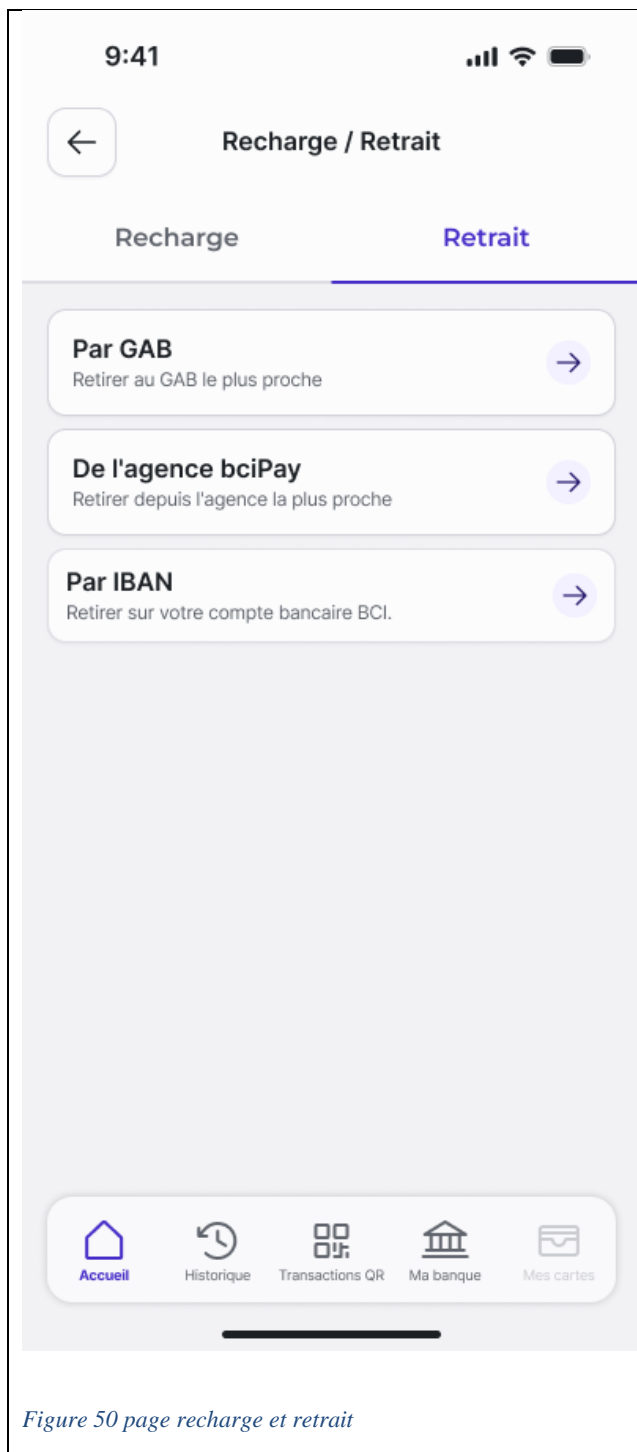 9:41
Recharge / Retrait
Recharge Retrait
Par GAB
Retirer au GAB le plus proche
De l'agence bciPay
Retirer depuis l'agence la plus proche
Par IBAN
Retirer sur votre compte bancaire BCI.
Accueil Historique Transactions QR Ma banque Mes cartes
Figure 50 page recharge et retrait